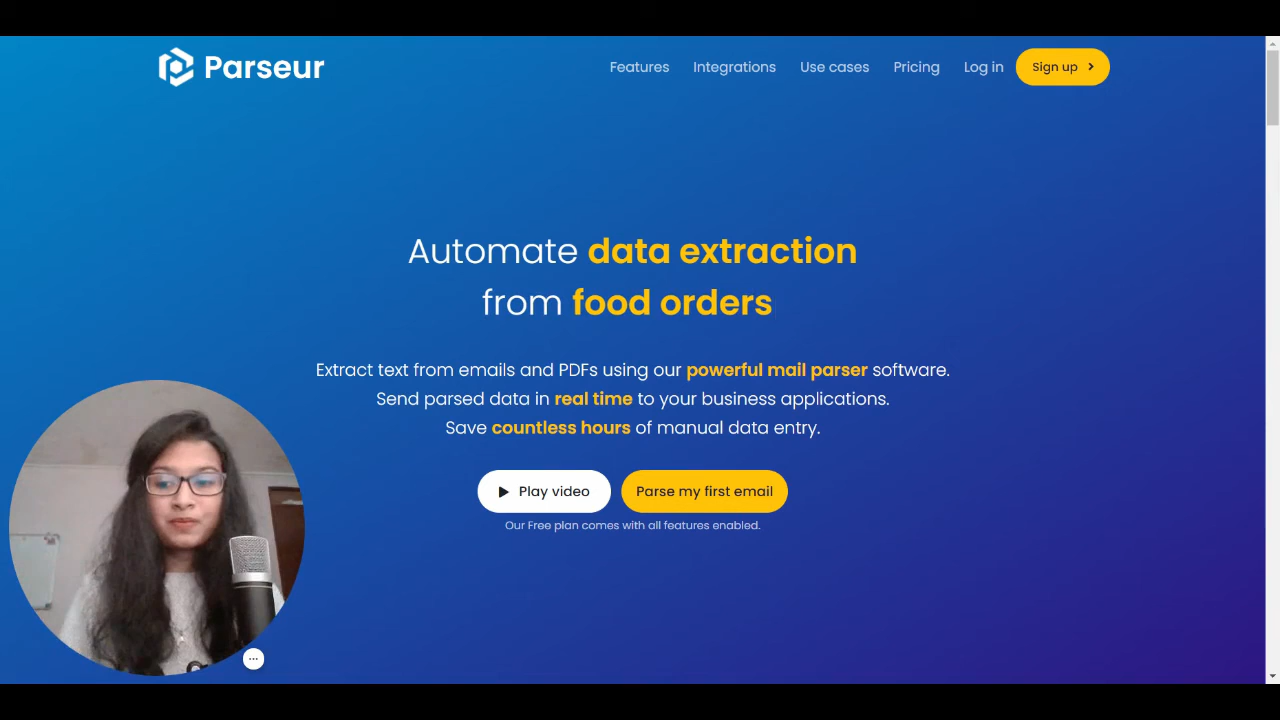 Parseur
Features Integrations Use cases Pricing Log in Sign up
Automate data extraction
from food orders
Extract text from emails and PDFs using our powerful mail parser software.
Send parsed data in real time to your business applications.
Save countless hours of manual data entry.
Play video Parse my first email
Our Free plan comes with all features enabled.